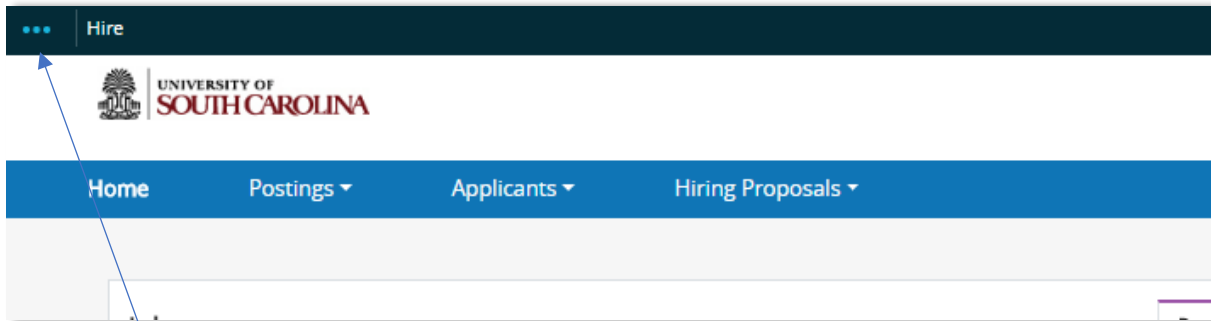 ••• Hire
UNIVERSITY OF
SOUTH CAROLINA
Home Postings Applicants Hiring Proposals